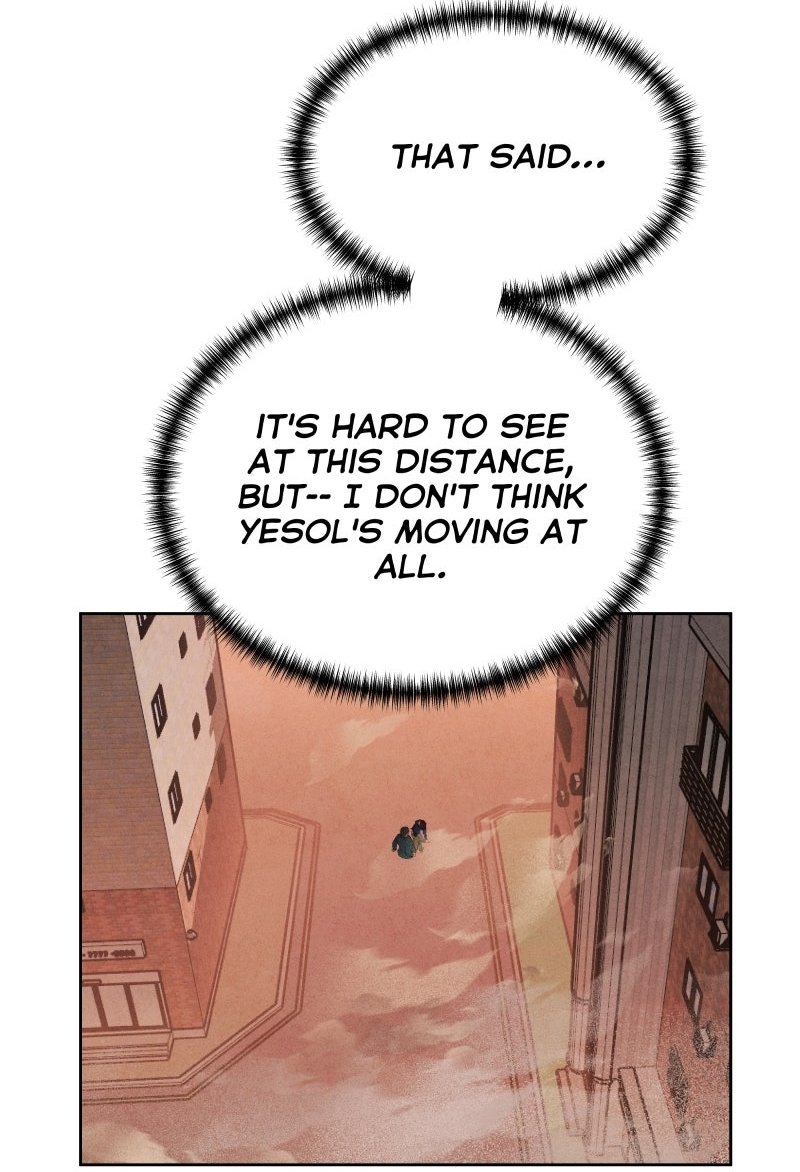 THAT SAID...
IT'S HARD TO SEE
AT THIS DISTANCE,
BUT-- I DON'T THINK
YESOL'S MOVING AT
ALL.